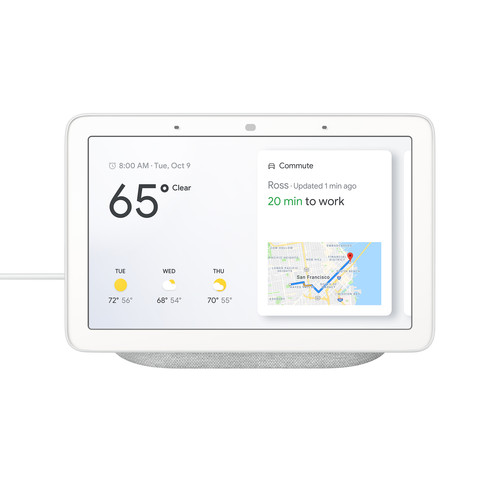 8:00 AM · Tue, Oct 9
65° Clear
TUE WED THU
72° 56° 68° 54° 70° 55°
Commute
Ross · Updated 1 min ago
20 min to work
San Francisco